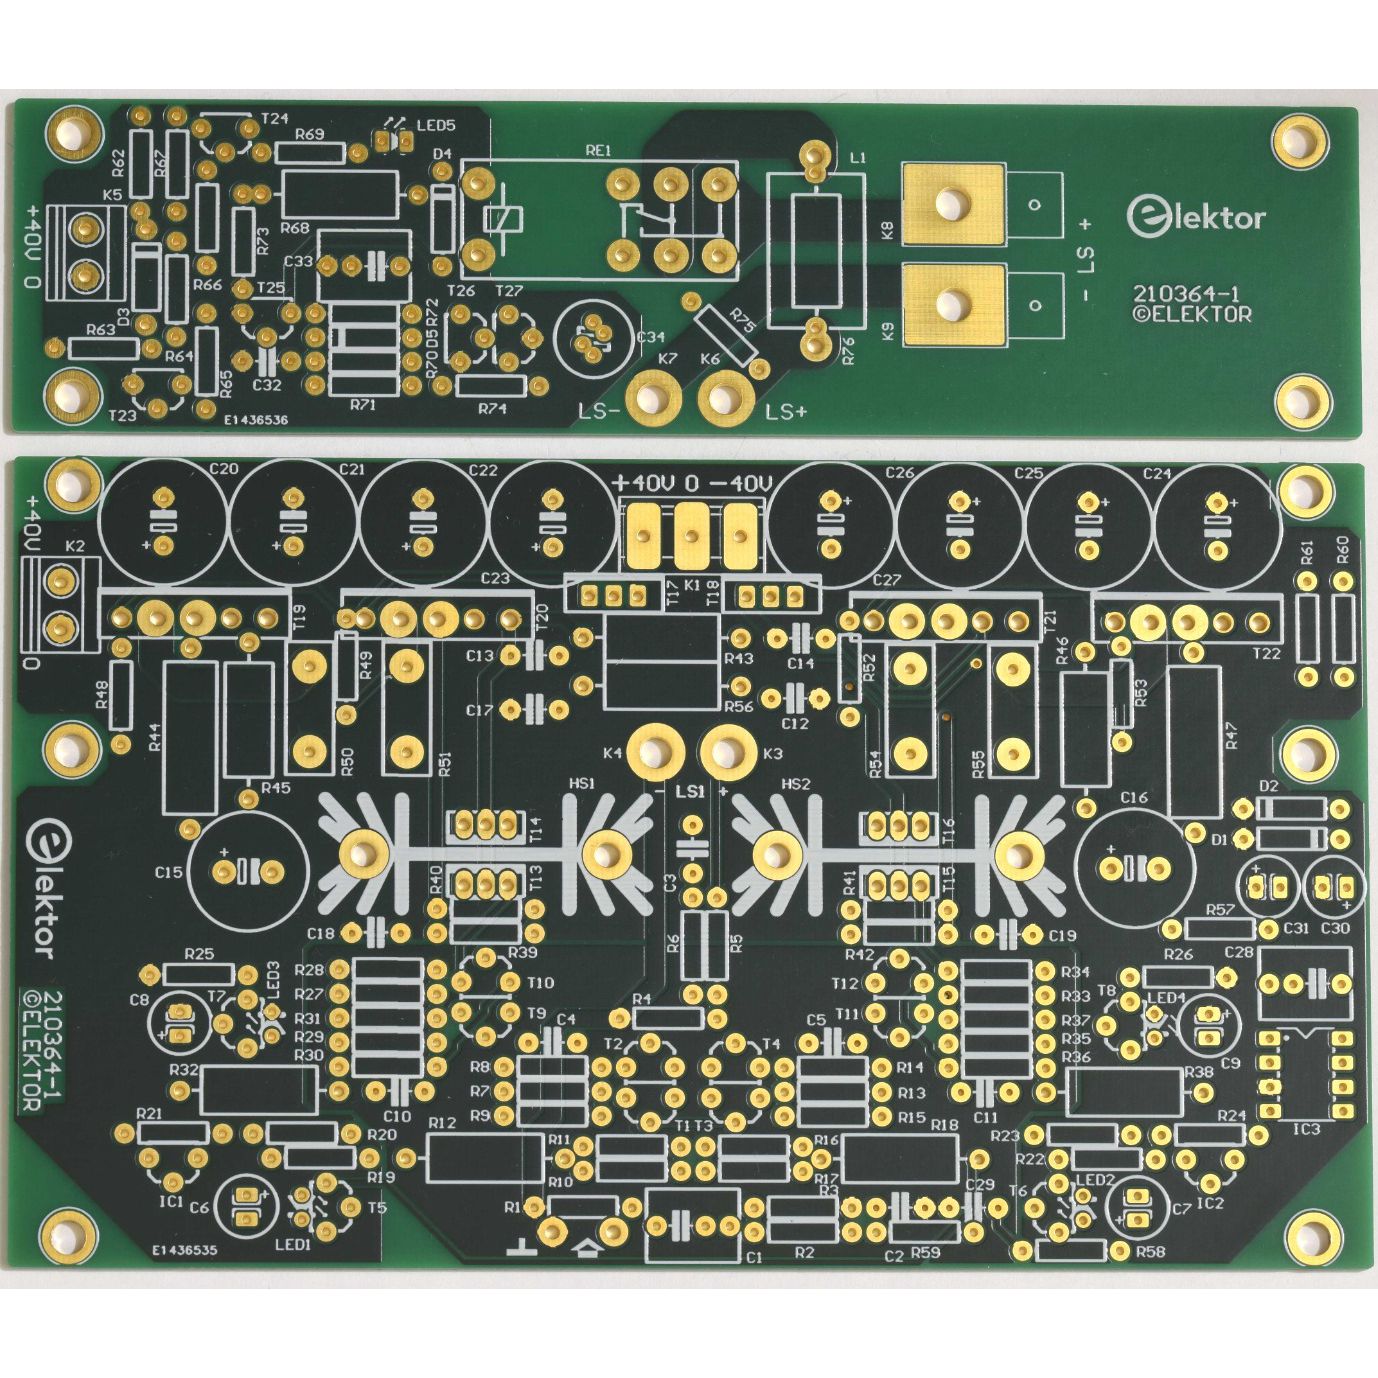 T24
R69
LED5
R62
R67
D4
RE1
L1
K5
+40V 0
R68
R73
C33
R66
T25
D3
R63
R64
R65
C32
T23
E1436536
R72
D5
R70
R71
T26
T27
R74
C34
K7
K6
R75
R76
LS-
LS+
K8
K9
- LS +
elektor
210364-1
©ELEKTOR
C20
C21
C22
C23
+40V 0 -40V
C26
C25
C24
C27
K1
+40V
K2
0
T19
T20
T17
T18
T21
T22
R61
R60
R48
R44
R45
R49
R50
R51
C13
C17
R43
R56
C14
C12
R52
R54
R55
R46
R53
R47
K4
K3
- LS1 +
HS1
HS2
T14
T13
T16
T15
R40
R41
C15
C16
D2
D1
C3
R6
R5
C18
R39
R42
C19
R57
C31
C30
C28
elektor
210364-1
©ELEKTOR
R25
C8
T7
LED3
R28
R27
R31
R29
R30
T10
T9
R4
C4
C5
T12
T11
R34
R33
R37
R35
R36
R26
T8
LED4
C9
R32
C10
R8
R7
R9
T2
T4
R14
R13
R15
C11
R38
IC3
R21
R20
R19
R12
R11
R10
T1
T3
R16
R17
R18
R23
R22
R24
IC1
C6
LED1
T5
R1
C1
R2
R3
C2
R59
C29
T6
LED2
C7
IC2
R58
E1436535